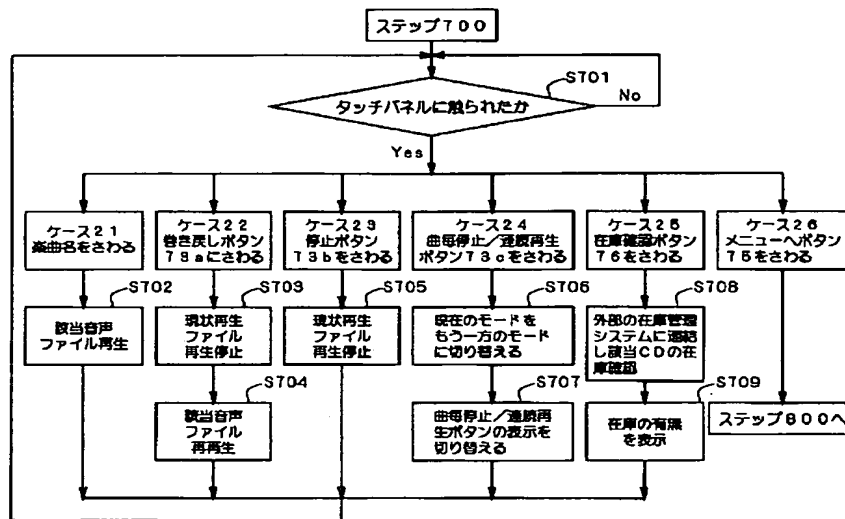 ステップ700
S701
タッチパネルに触られたか
No
Yes
ケース21
楽曲名をさわる
ケース22
巻き戻しボタン
73aにさわる
ケース23
停止ボタン
73bをさわる
ケース24
曲毎停止/連続再生
ボタン73cをさわる
ケース25
在庫確認ボタン
76をさわる
ケース26
メニューへボタン
75をさわる
S702
該当音声
ファイル再生
S703
現状再生
ファイル
再生停止
S705
現状再生
ファイル
再生停止
S706
現在のモードを
もう一方のモード
に切り替える
S708
外部の在庫管理
システムに連結
し該当CDの在
庫確認
S704
該当音声
ファイル
再再生
S707
曲毎停止/連続再
生ボタンの表示を
切り替える
S709
在庫の有無
を表示
ステップ800へ